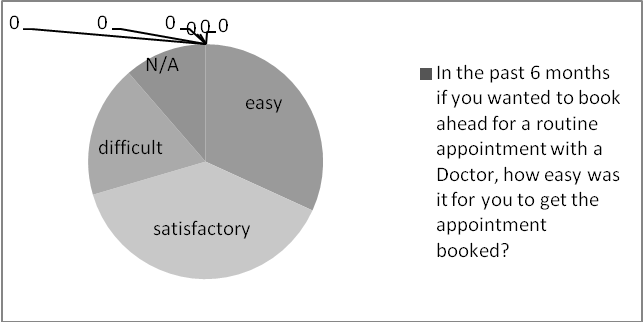 0 0 0 0 0 0
N/A
easy
difficult
satisfactory
In the past 6 months
if you wanted to book
ahead for a routine
appointment with a
Doctor, how easy was
it for you to get the
appointment
booked?